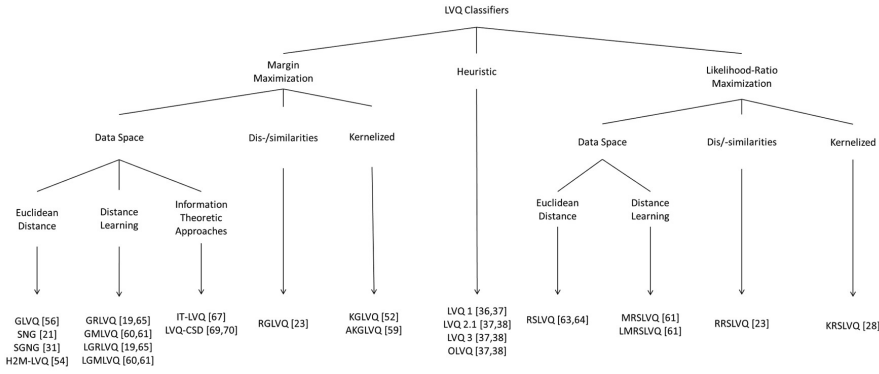 LVQ Classifiers
Margin
Maximization
Heuristic
Likelihood-Ratio
Maximization
Data Space
Dis-/similarities
Kernelized
Data Space
Dis/-similarities
Kernelized
Euclidean
Distance
Distance
Learning
Information
Theoretic
Approaches
Euclidean
Distance
Distance
Learning
GLVQ [56]
SNG [21]
SGNG [31]
H2M-LVQ [54]
GRLVQ [19,65]
GMLVQ [60,61]
LGRLVQ [19,65]
LGMLVQ [60,61]
IT-LVQ [67]
LVQ-CSD [69,70]
RGLVQ [23]
KGLVQ [52]
AKGLVQ [59]
LVQ 1 [36,37]
LVQ 2.1 [37,38]
LVQ 3 [37,38]
OLVQ [37,38]
RSLVQ [63,64]
MRSLVQ [61]
LMRSLVQ [61]
RRSLVQ [23]
KRSLVQ [28]